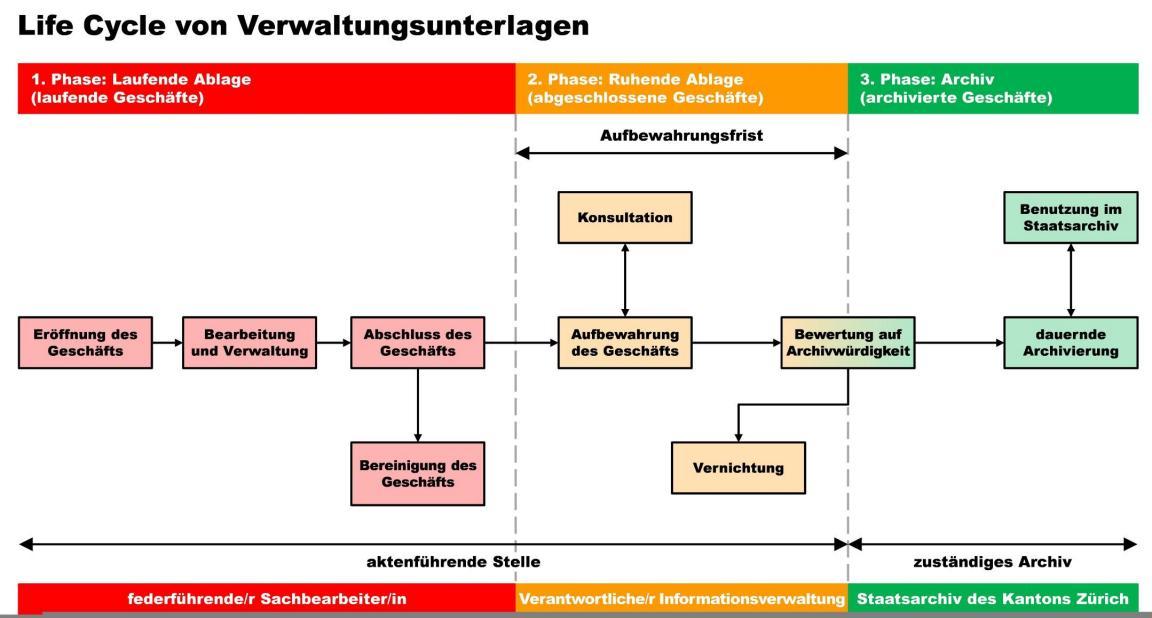 Life Cycle von Verwaltungsunterlagen
1. Phase: Laufende Ablage
(laufende Geschäfte)
2. Phase: Ruhende Ablage
(abgeschlossene Geschäfte)
3. Phase: Archiv
(archivierte Geschäfte)
Aufbewahrungsfrist
Konsultation
Benutzung im
Staatsarchiv
Eröffnung des
Geschäfts
Bearbeitung
und Verwaltung
Abschluss des
Geschäfts
Aufbewahrung
des Geschäfts
Bewertung auf
Archivwürdigkeit
dauernde
Archivierung
Bereinigung des
Geschäfts
Vernichtung
aktenführende Stelle
zuständiges Archiv
federführende/r Sachbearbeiter/in
Verantwortliche/r Informationsverwaltung
Staatsarchiv des Kantons Zürich